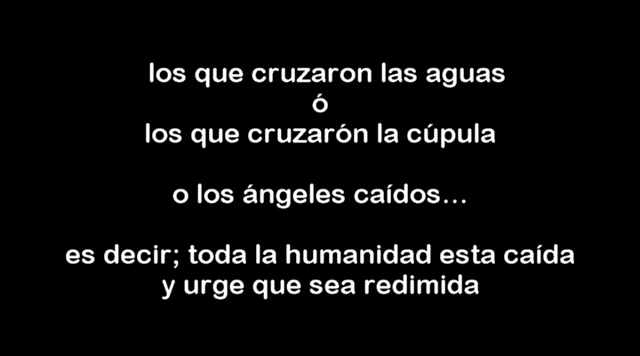 los que cruzaron las aguas
ó
los que cruzarón la cúpula
o los ángeles caídos...
es decir; toda la humanidad esta caída
y urge que sea redimida